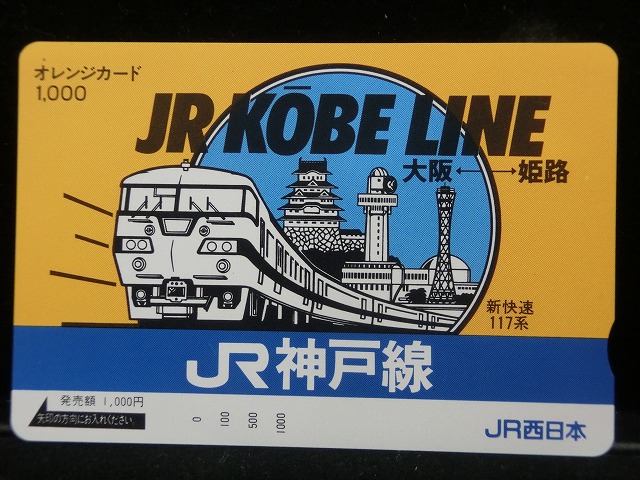 オレンジカード
1,000
JR KŌBE LINE
大阪←→姫路
新快速
117系
JR神戸線
発売額 1,000円
矢印の方向にお入れください
0 100 500 1000
JR西日本